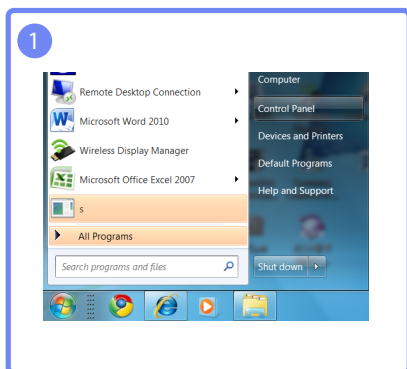 1
Computer
Remote Desktop Connection
Control Panel
Microsoft Word 2010
Devices and Printers
Wireless Display Manager
Default Programs
Microsoft Office Excel 2007
Help and Support
s
All Programs
Search programs and files
Shut down